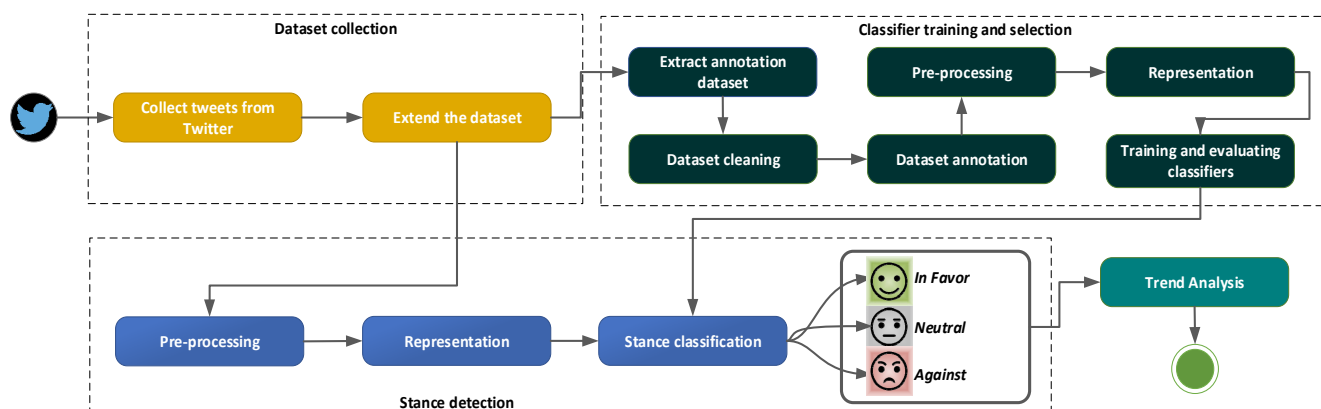 Dataset collection
Collect tweets from
Twitter
Extend the dataset
Classifier training and selection
Extract annotation
dataset
Pre-processing
Representation
Dataset cleaning
Dataset annotation
Training and evaluating
classifiers
Pre-processing
Representation
Stance classification
In Favor
Neutral
Against
Stance detection
Trend Analysis